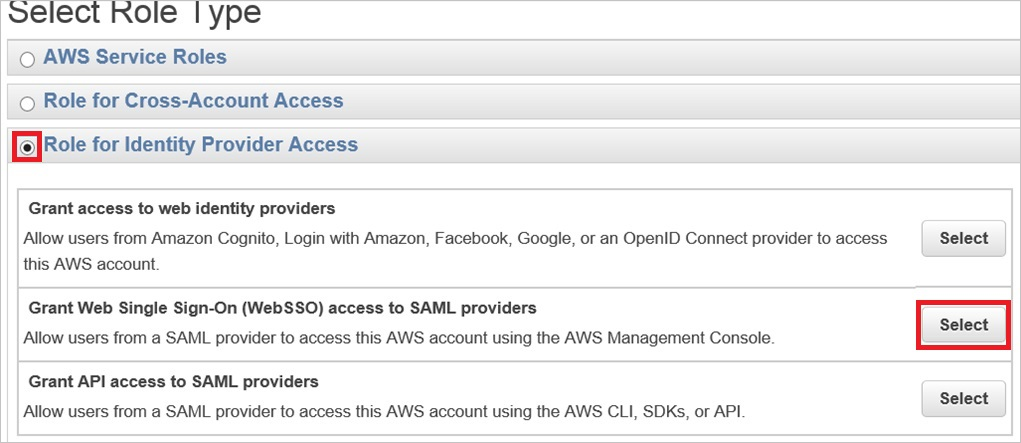 Select Role Type
AWS Service Roles
Role for Cross-Account Access
Role for Identity Provider Access
Grant access to web identity providers
Allow users from Amazon Cognito, Login with Amazon, Facebook, Google, or an OpenID Connect provider to access
this AWS account.
Select
Grant Web Single Sign-On (WebSSO) access to SAML providers
Allow users from a SAML provider to access this AWS account using the AWS Management Console.
Select
Grant API access to SAML providers
Allow users from a SAML provider to access this AWS account using the AWS CLI, SDKs, or API.
Select